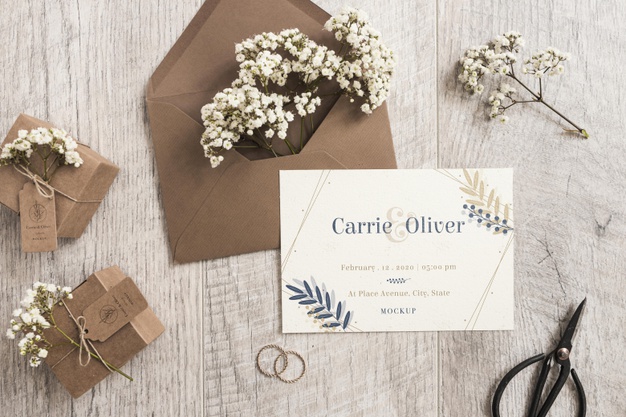 Carrie & Oliver
February . 12 . 2020 | 05:00 pm
At Place Avenue, City, State
MOCKUP